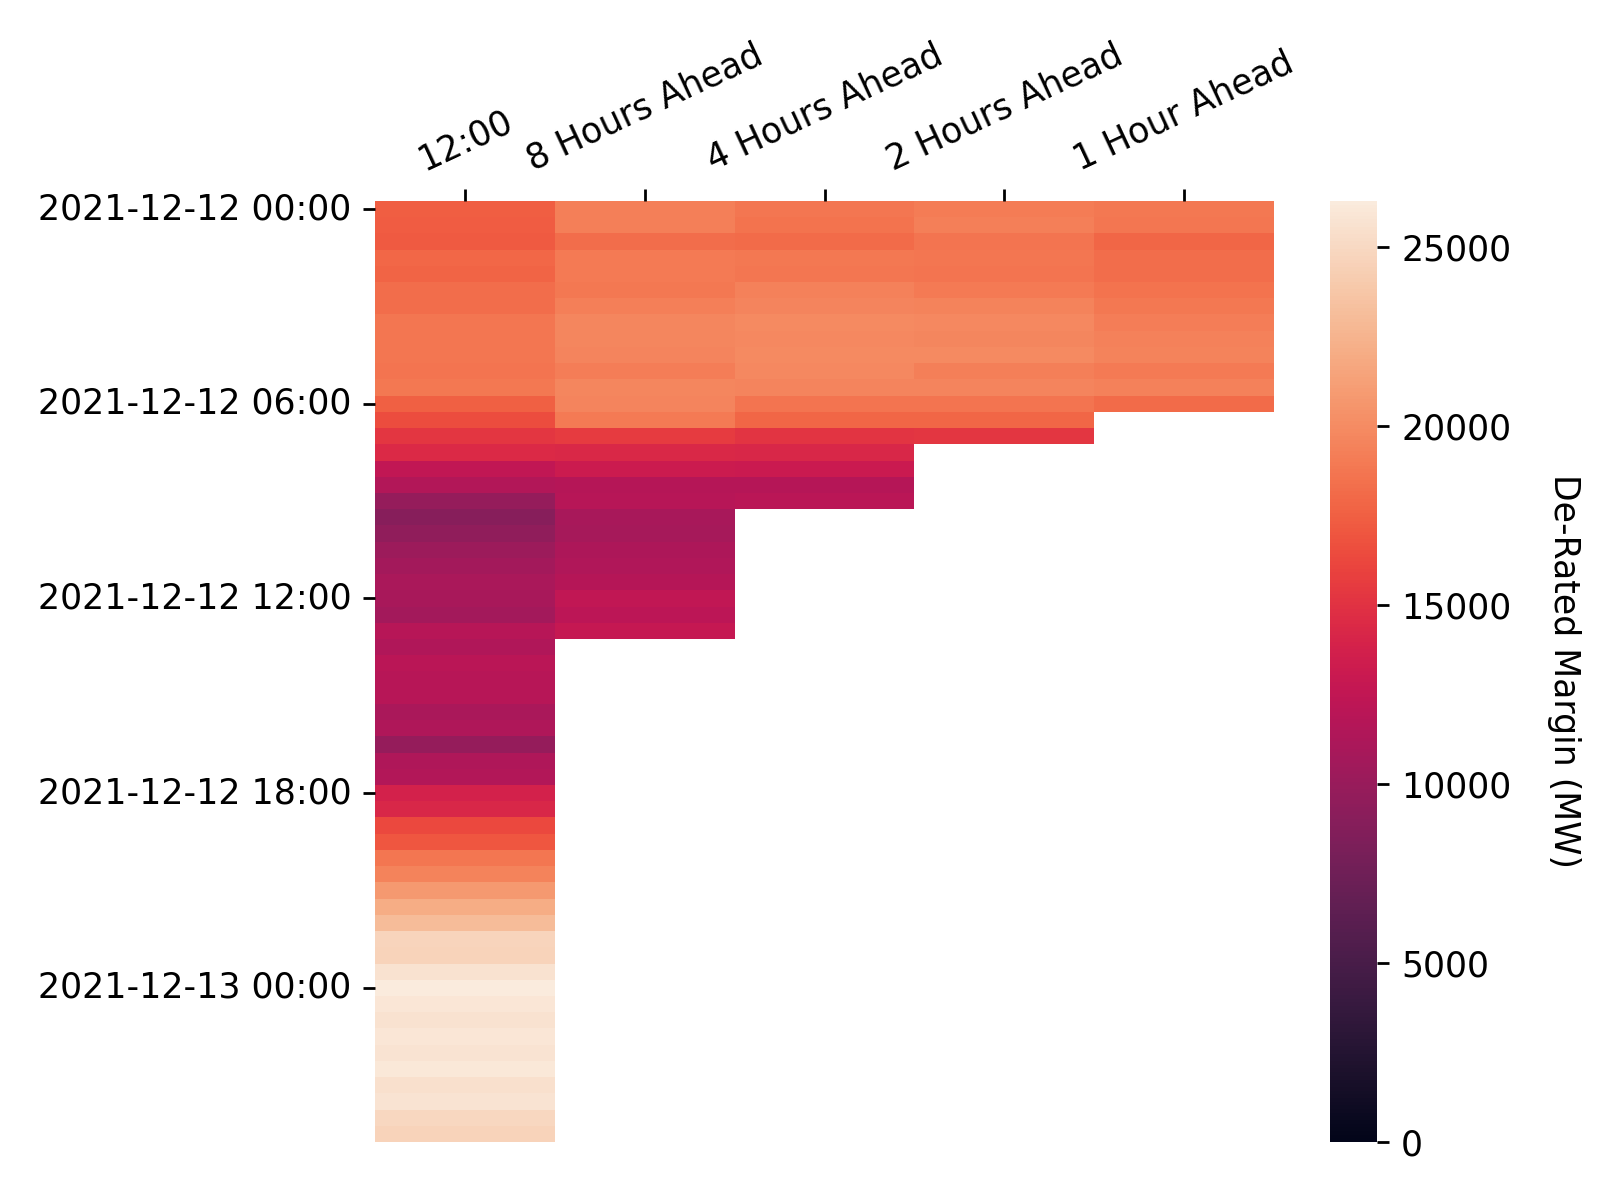 12:00
8 Hours Ahead
4 Hours Ahead
2 Hours Ahead
1 Hour Ahead
2021-12-12 00:00
2021-12-12 06:00
2021-12-12 12:00
2021-12-12 18:00
2021-12-13 00:00
25000
20000
15000
10000
5000
0
De-Rated Margin (MW)